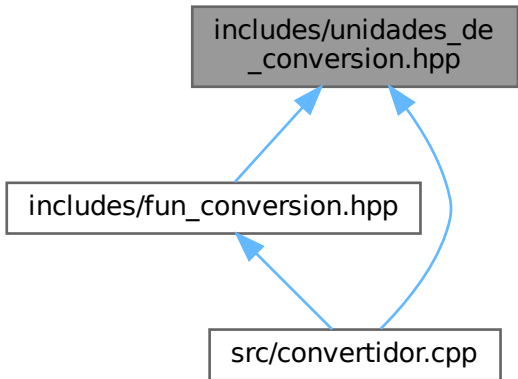 includes/unidades_de
_conversion.hpp
includes/fun_conversion.hpp
src/convertidor.cpp